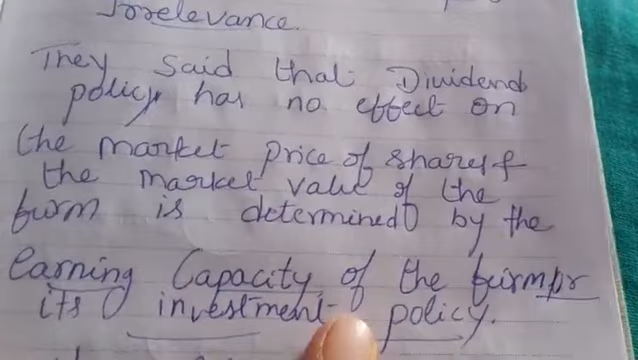 Irrelevance.
They said that Dividend
policy has no effect on
the market price of shares &
the market value of the
firm is determined by the
earning Capacity of the firm or
its investment policy.